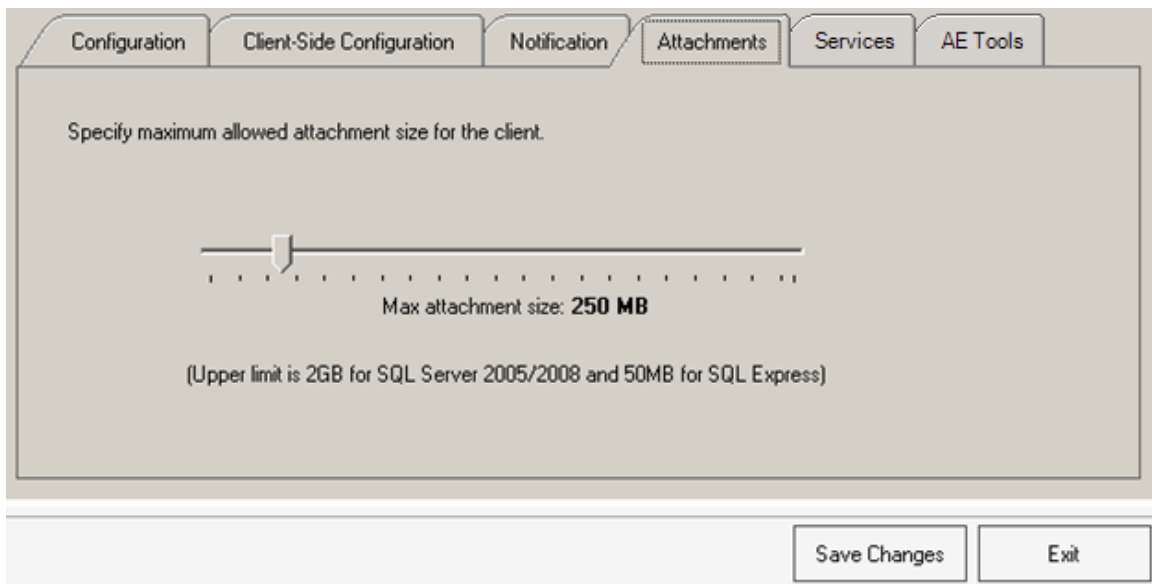 Configuration Client-Side Configuration Notification Attachments Services AE Tools
Specify maximum allowed attachment size for the client.
Max attachment size: 250 MB
(Upper limit is 2GB for SQL Server 2005/2008 and 50MB for SQL Express)
Save Changes Exit